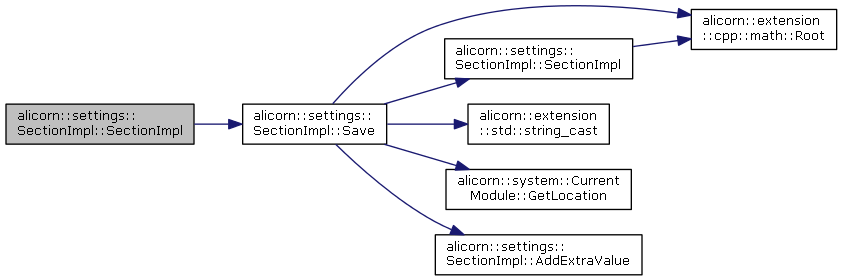 alicorn::settings::
SectionImpl::SectionImpl
alicorn::settings::
SectionImpl::Save
alicorn::extension
::cpp::math::Root
alicorn::settings::
SectionImpl::SectionImpl
alicorn::extension
::std::string_cast
alicorn::system::Current
Module::GetLocation
alicorn::settings::
SectionImpl::AddExtraValue